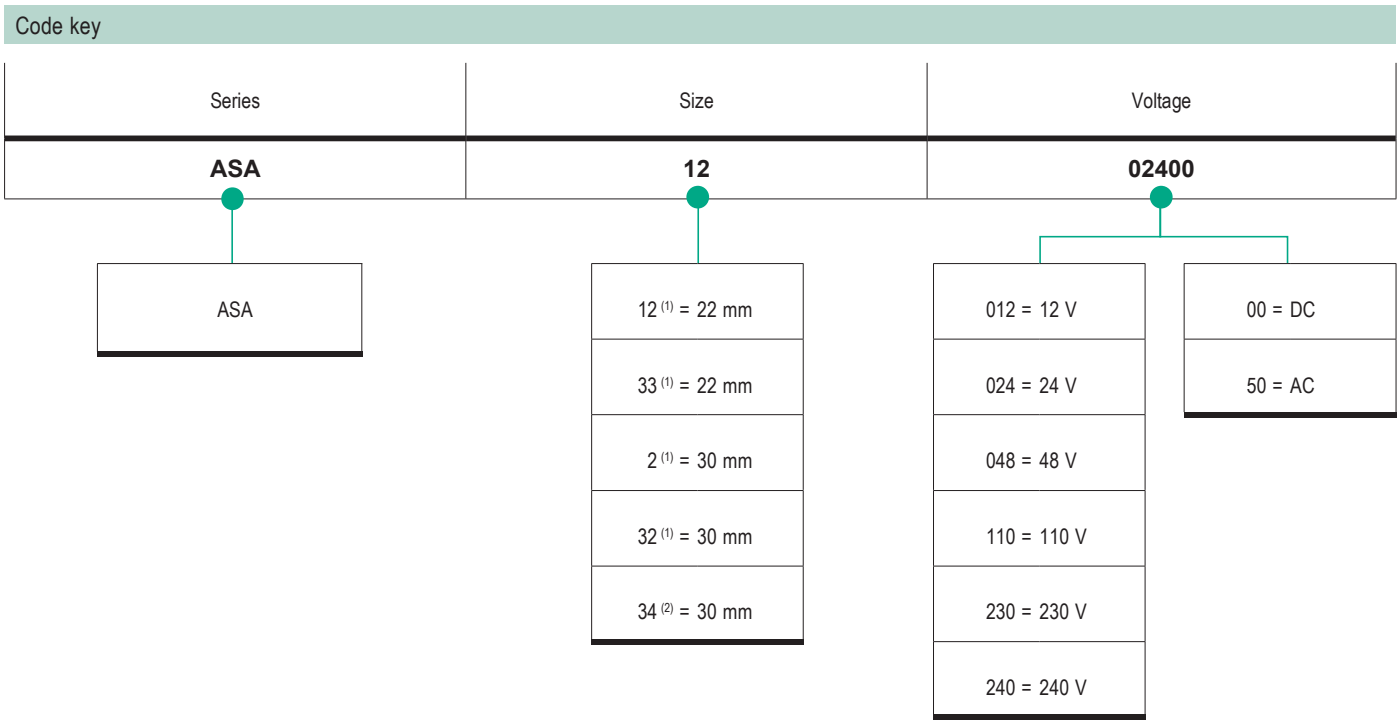 Code key
Series Size Voltage
ASA 12 02400
ASA 12 (1) = 22 mm 012 = 12 V 00 = DC
33 (1) = 22 mm 024 = 24 V 50 = AC
2 (1) = 30 mm 048 = 48 V
32 (1) = 30 mm 110 = 110 V
34 (2) = 30 mm 230 = 230 V
240 = 240 V